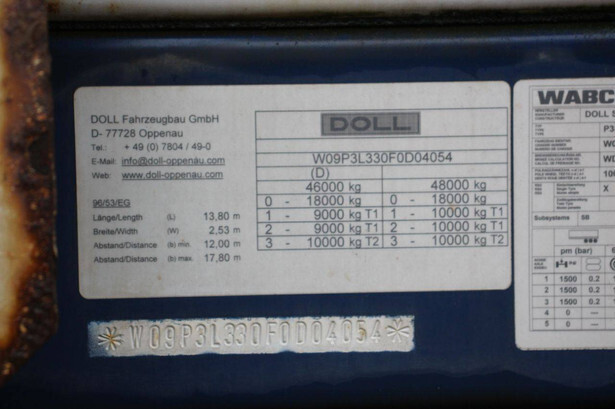 DOLL Fahrzeugbau GmbH
D- 77728 Oppenau
Tel.: + 49 (0) 7804 / 49-0
E-Mail: info@doll-oppenau.com
Web: www.doll-oppenau.com
96/53/EG
Länge/Length (L) 13,80 m
Breite/Width (W) 2,53 m
Abstand/Distance (a) min. 12,00 m
Abstand/Distance (b) max. 17,80 m
DOLL
W09P3L330F0D04054
(D)
46000 kg 48000 kg
0 - 18000 kg 0 - 18000 kg
1 - 9000 kg T1 1 - 10000 kg T1
2 - 9000 kg T1 2 - 10000 kg T1
3 - 10000 kg T2 3 - 10000 kg T2
*W09P3L330F0D04054*
WABC
DOLL S
P3
W0
X
Subsystems SB
pm (bar)
1 1500 0.2
2 1500 0.2
3 1500 0.2
4 0 —
5 0 —